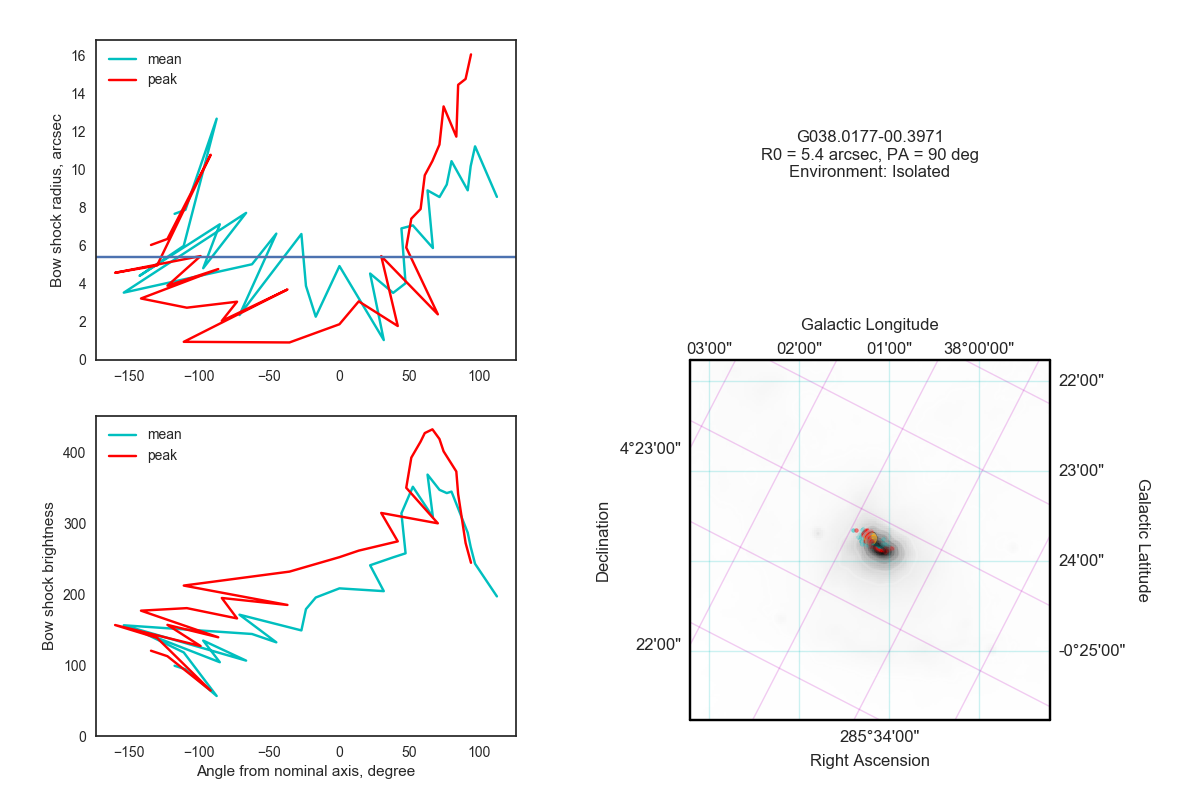 mean
peak
16
14
12
10
8
6
4
2
0
Bow shock radius, arcsec
−150 −100 −50 0 50 100
mean
peak
400
300
200
100
0
Bow shock brightness
−150 −100 −50 0 50 100
Angle from nominal axis, degree
G038.0177-00.3971
R0 = 5.4 arcsec, PA = 90 deg
Environment: Isolated
Galactic Longitude
03'00" 02'00" 01'00" 38°00'00"
22'00"
4°23'00"
23'00"
Declination
Galactic Latitude
24'00"
22'00"
-0°25'00"
285°34'00"
Right Ascension